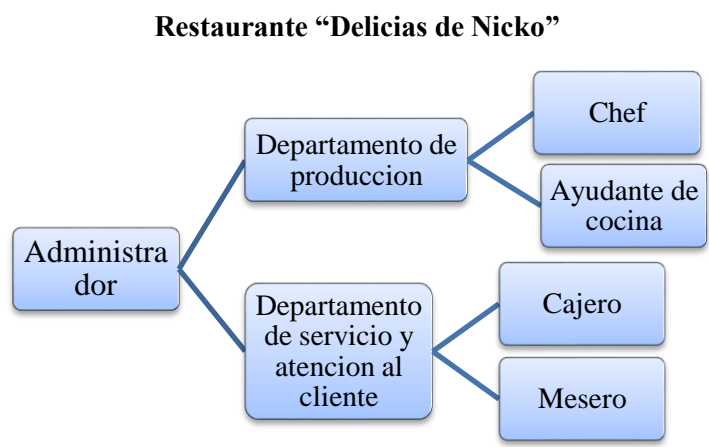 Restaurante “Delicias de Nicko”
Administra
dor
Departamento de
produccion
Chef
Ayudante de
cocina
Departamento
de servicio y
atencion al
cliente
Cajero
Mesero